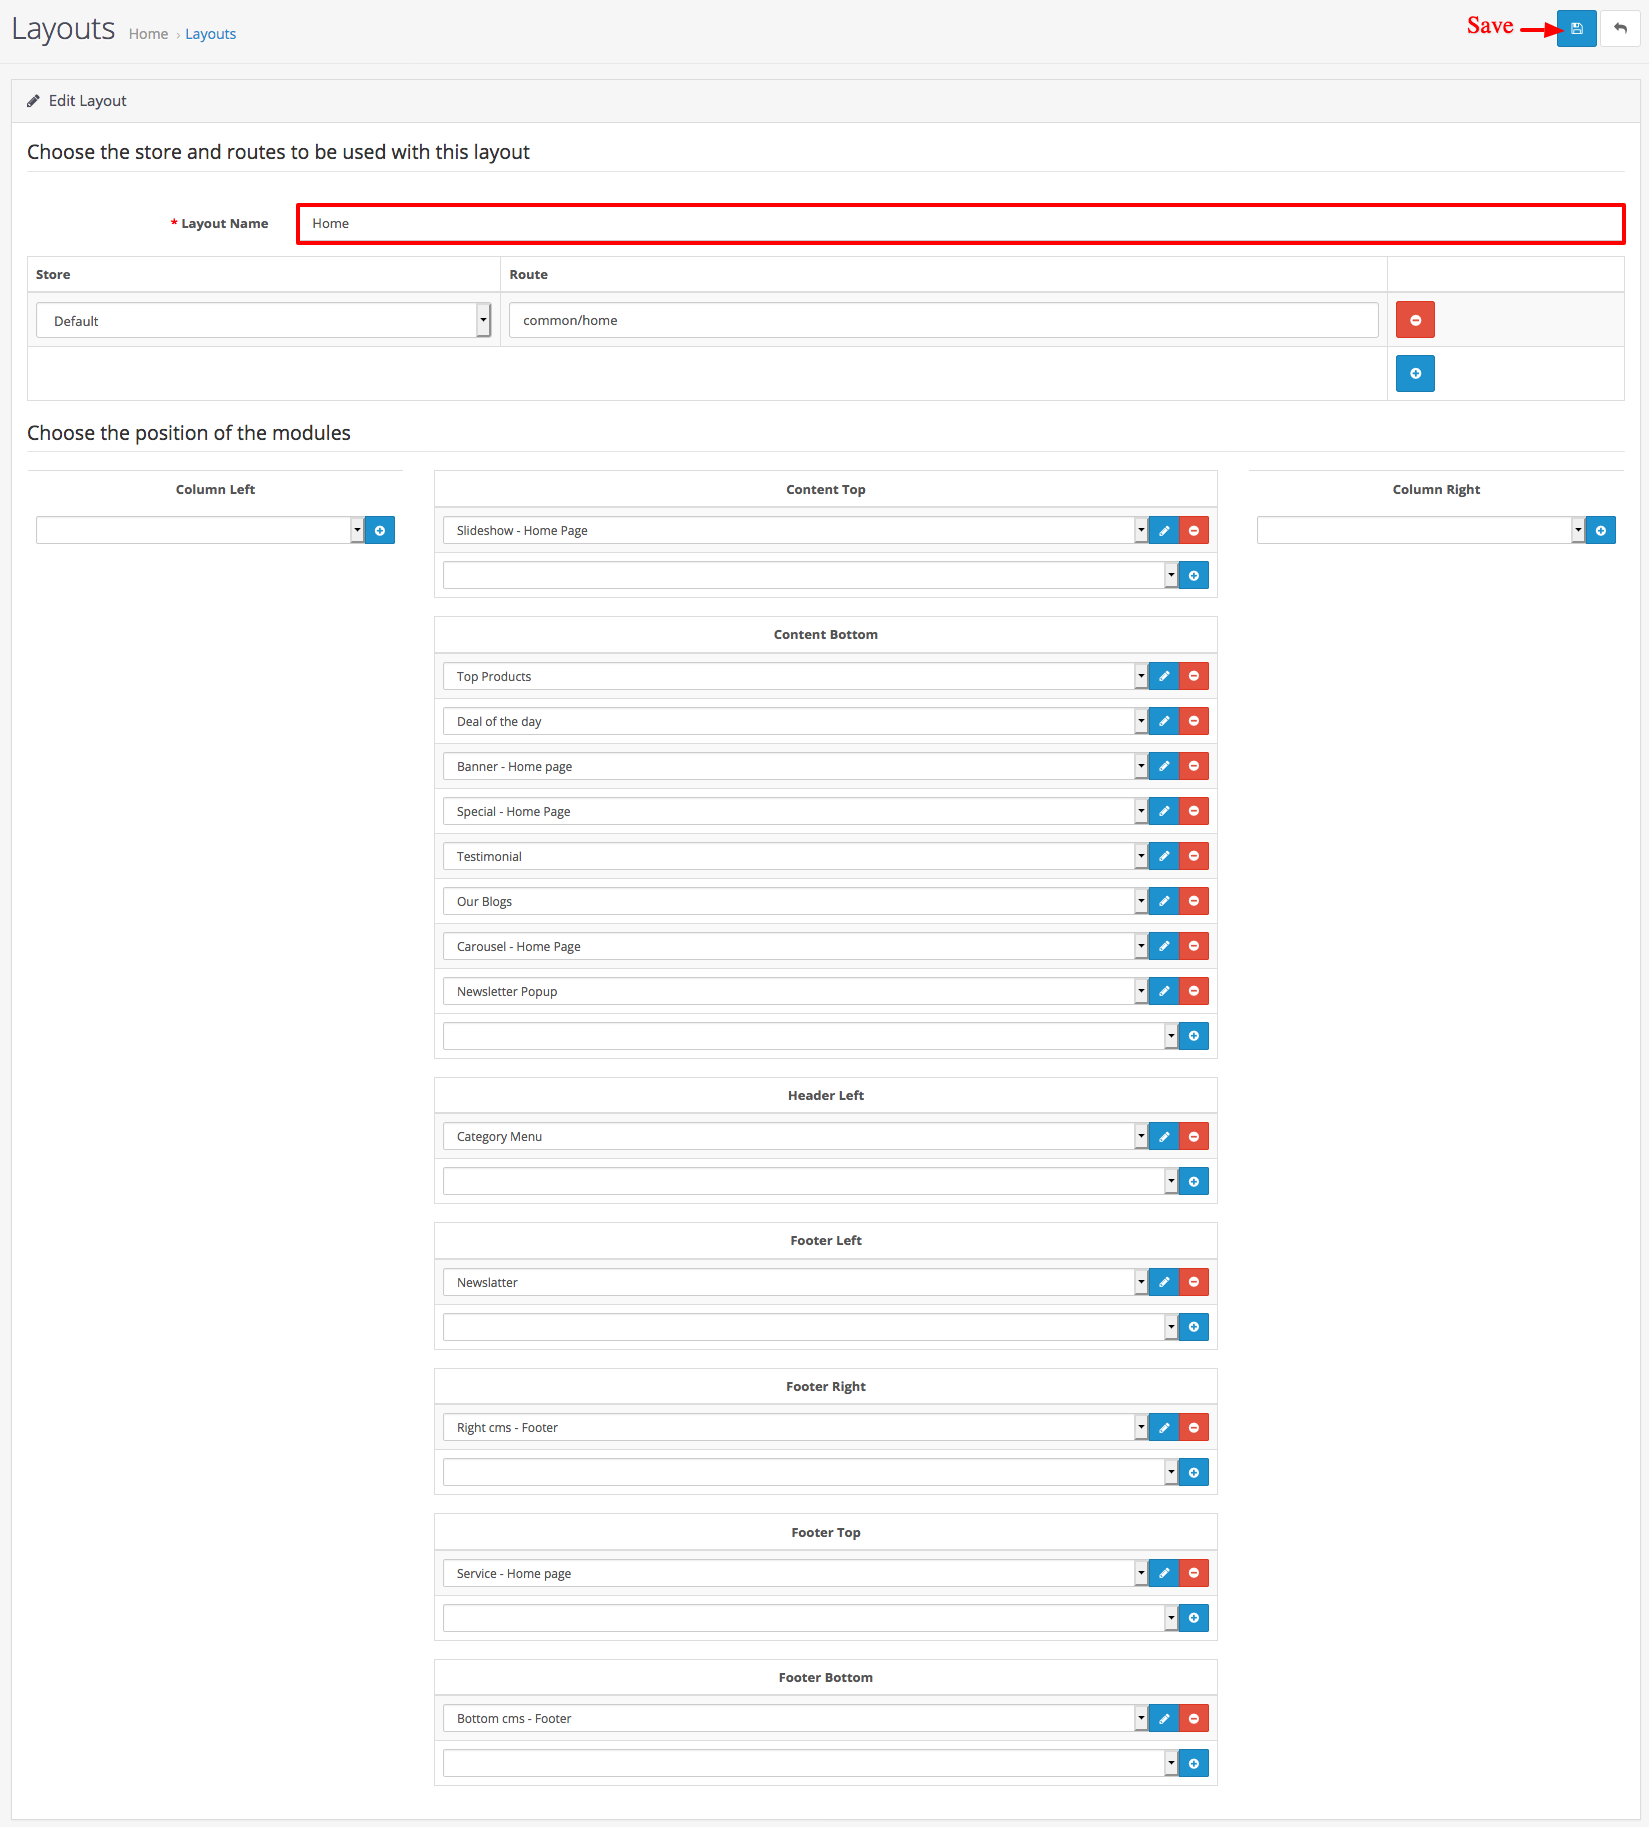 Layouts Home › Layouts
Save
Edit Layout
Choose the store and routes to be used with this layout
* Layout Name Home
Store Route
Default common/home
Choose the position of the modules
Column Left Content Top Column Right
Slideshow - Home Page
Content Bottom
Top Products
Deal of the day
Banner - Home page
Special - Home Page
Testimonial
Our Blogs
Carousel - Home Page
Newsletter Popup
Header Left
Category Menu
Footer Left
Newslatter
Footer Right
Right cms - Footer
Footer Top
Service - Home page
Footer Bottom
Bottom cms - Footer